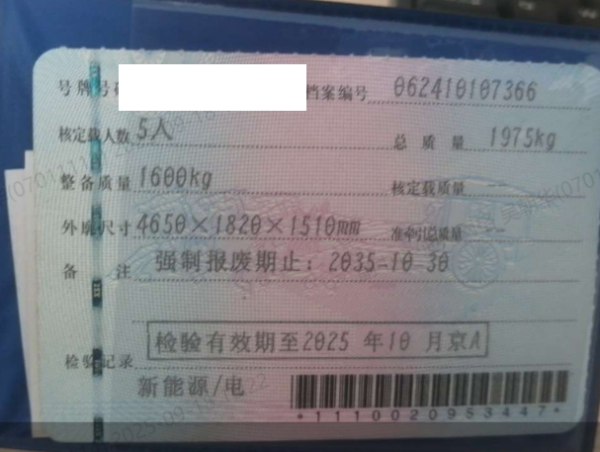 号牌号码 档案编号 062410107366
核定载人数 5人 总质量 1975kg
整备质量 1600kg 核定载质量 --
外廓尺寸 4650×1820×1510mm 准牵引总质量 --
备注 强制报废期止：2035-10-30
检验记录 检验有效期至2025年10月京A
新能源/电
*1110020953447*